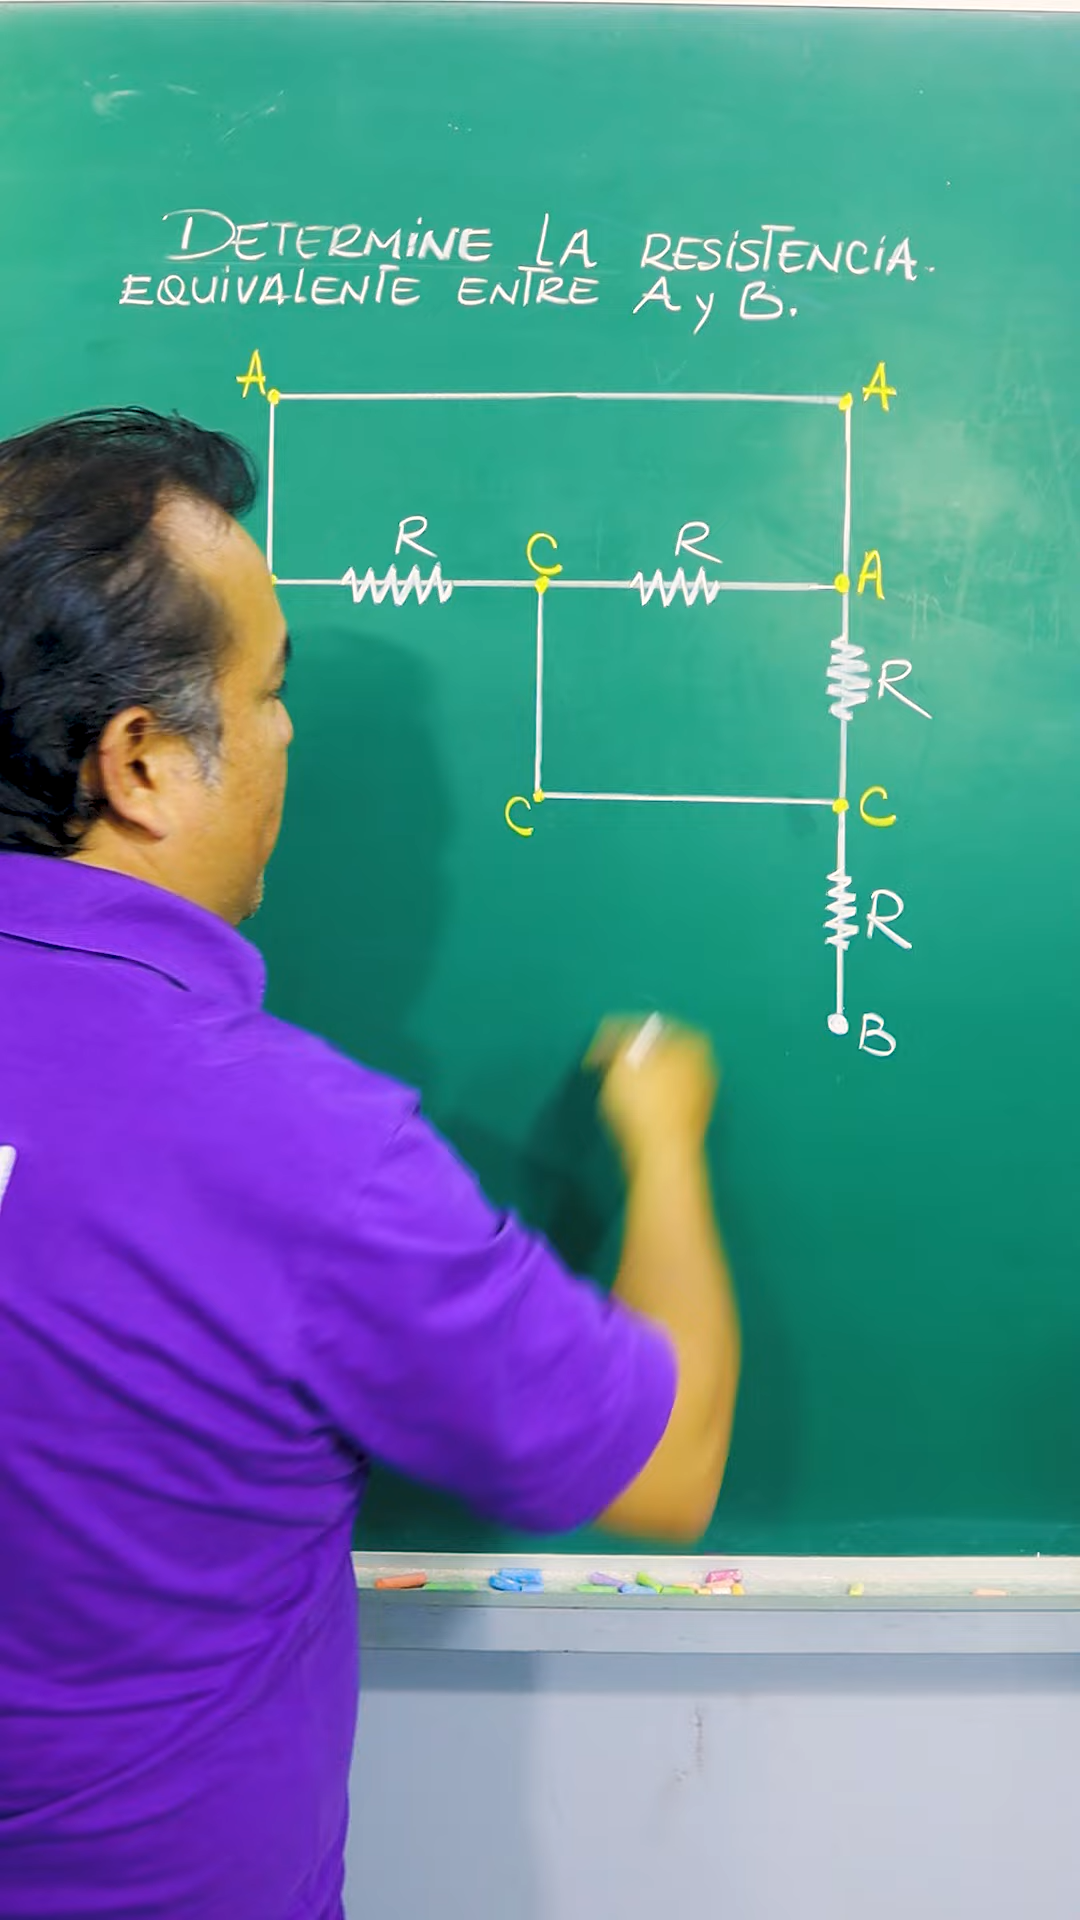 DETERMINE LA RESISTENCIA.
EQUIVALENTE ENTRE A y B.
A
A
R
C
R
A
R
C
C
R
B